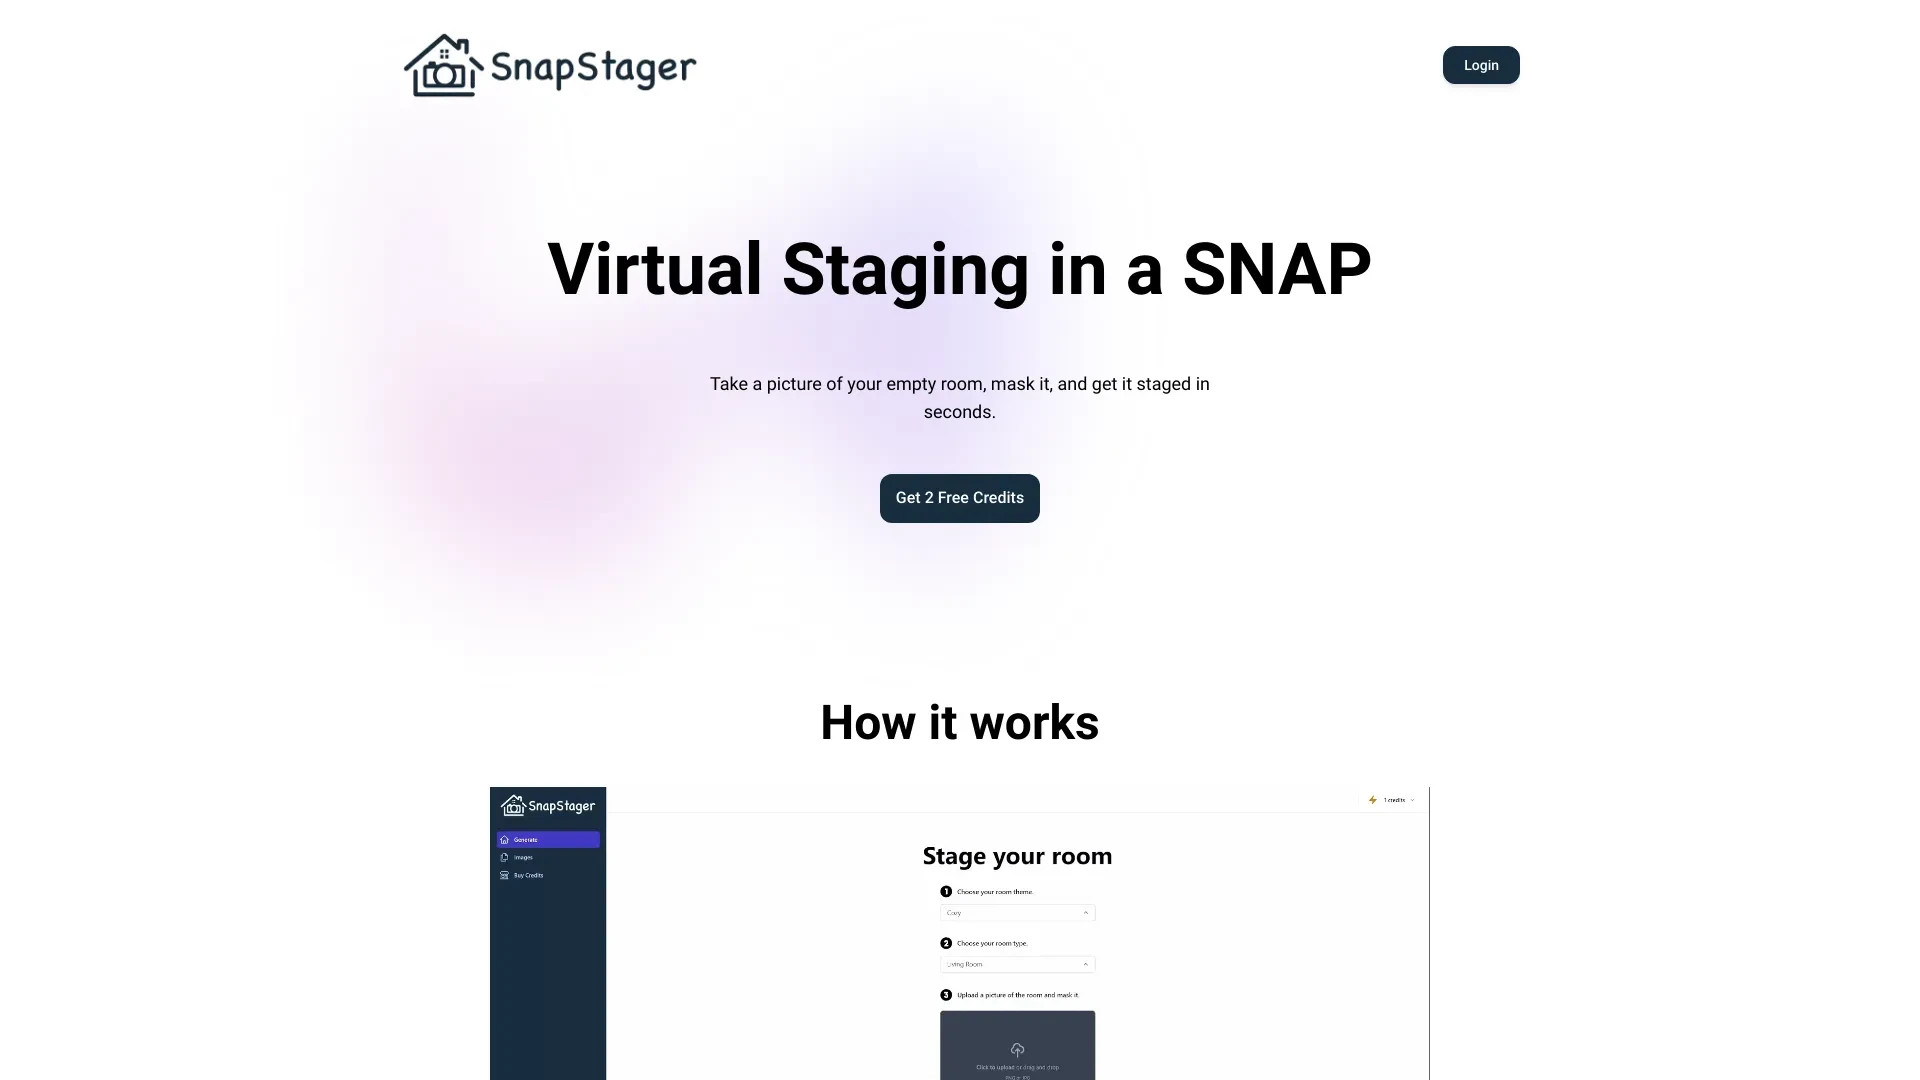 SnapStager
Login
Virtual Staging in a SNAP
Take a picture of your empty room, mask it, and get it staged in
seconds.
Get 2 Free Credits
How it works
SnapStager
1 credits
Generate
Images
Buy Credits
Stage your room
1 Choose your room theme.
Cozy
2 Choose your room type.
Living Room
3 Upload a picture of the room and mask it.
Click to upload or drag and drop
PNG or JPG